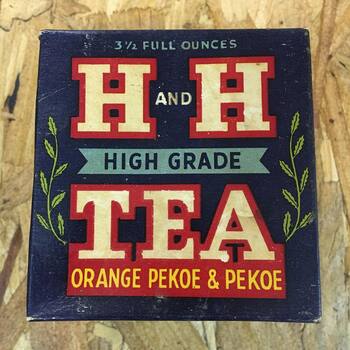 3½ FULL OUNCES
H AND H
HIGH GRADE
TEA
ORANGE PEKOE & PEKOE